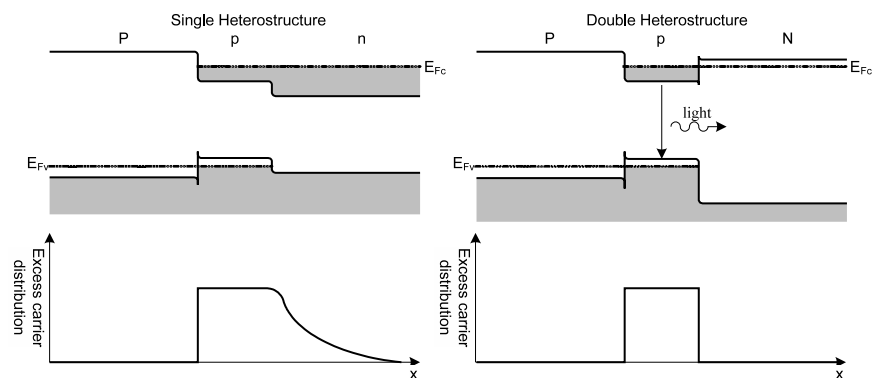 Single Heterostructure
P p n
E_Fc
E_Fv
Excess carrier
distribution
x
Double Heterostructure
P p N
E_Fc
light
E_Fv
Excess carrier
distribution
x